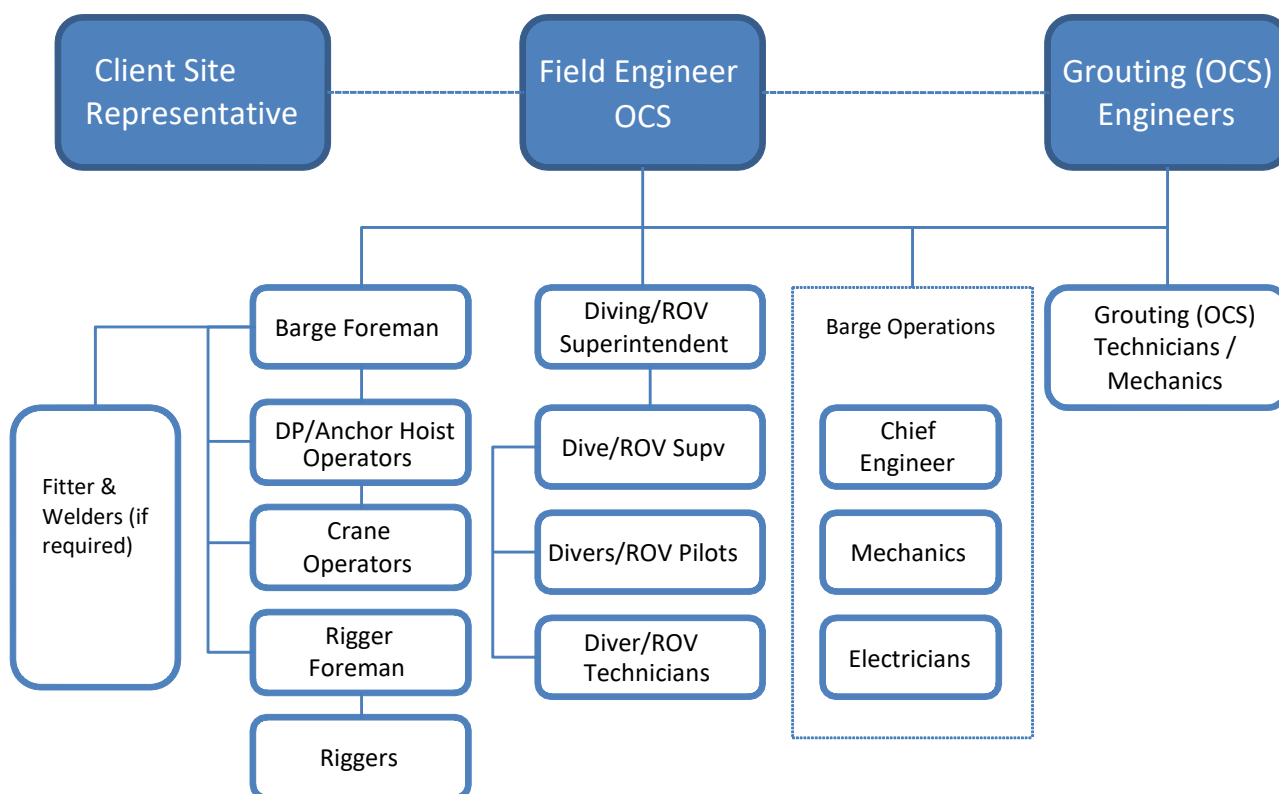 Client Site
Representative
Field Engineer
OCS
Grouting (OCS)
Engineers
Barge Foreman
DP/Anchor Hoist
Operators
Crane
Operators
Rigger
Foreman
Riggers
Fitter &
Welders (if
required)
Diving/ROV
Superintendent
Dive/ROV Supv
Divers/ROV Pilots
Diver/ROV
Technicians
Barge Operations
Chief
Engineer
Mechanics
Electricians
Grouting (OCS)
Technicians /
Mechanics